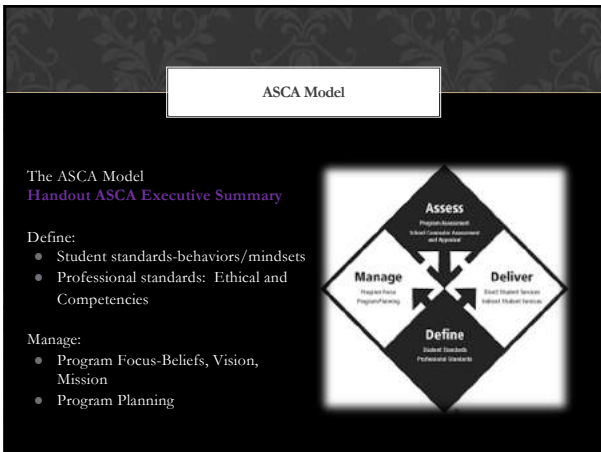 ASCA Model
The ASCA Model
Handout ASCA Executive Summary
Define:
● Student standards-behaviors/mindsets
● Professional standards: Ethical and
Competencies
Manage:
● Program Focus-Beliefs, Vision,
Mission
● Program Planning
Assess
Program Assessment
School Counselor Assessment
and Appraisal
Manage
Program Focus
Program Planning
Deliver
Direct Student Services
Indirect Student Services
Define
Student Standards
Professional Standards